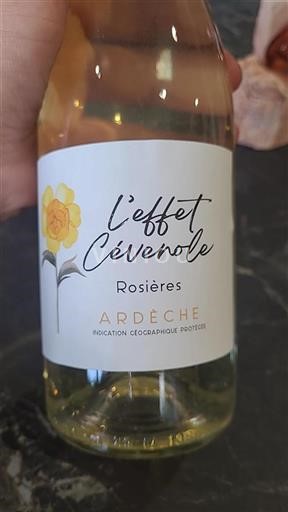 L'effet
Cévenole
Rosières
ARDÈCHE
INDICATION GÉOGRAPHIQUE PROTÉGÉE